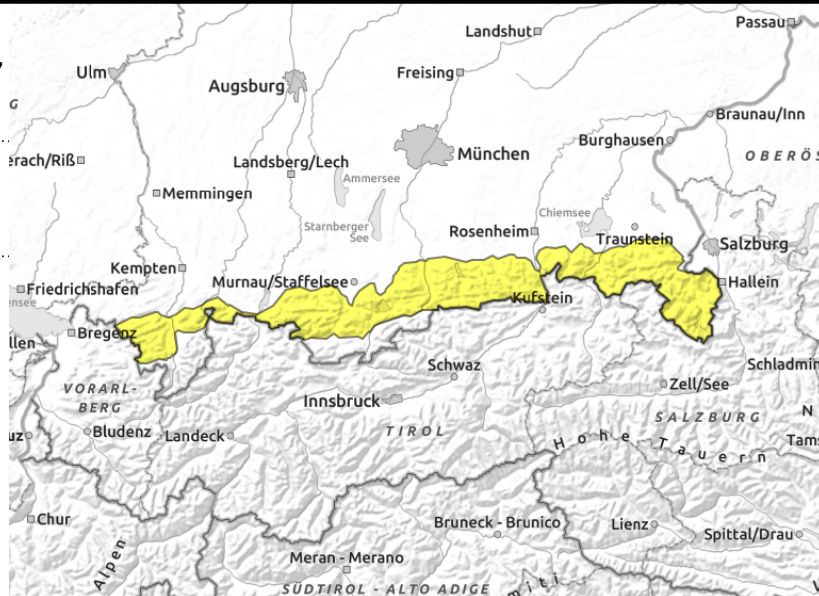 Passau
Landshut
Ulm
Freising
Augsburg
G
Braunau/Inn
Burghausen
München
OBERÖS
erach/Riß
Landsberg/Lech
Ammersee
Memmingen
Chiemsee
Starnberger
See
Rosenheim
Traunstein
Salzburg
Kempten
Murnau/Staffelsee
Hallein
Friedrichshafen
ensee
Kufstein
Bregenz
llen
Schwaz
Schladmin
VORARL-
BERG
Zell/See
Innsbruck
N
SALZBURG
uz
Bludenz
Landeck
TIROL
Hohe Tauern
Tams
Chur
Bruneck - Brunico
Lienz
Spittal/Drau
Alpen
Meran - Merano
SÜDTIROL - ALTO ADIGE
miti